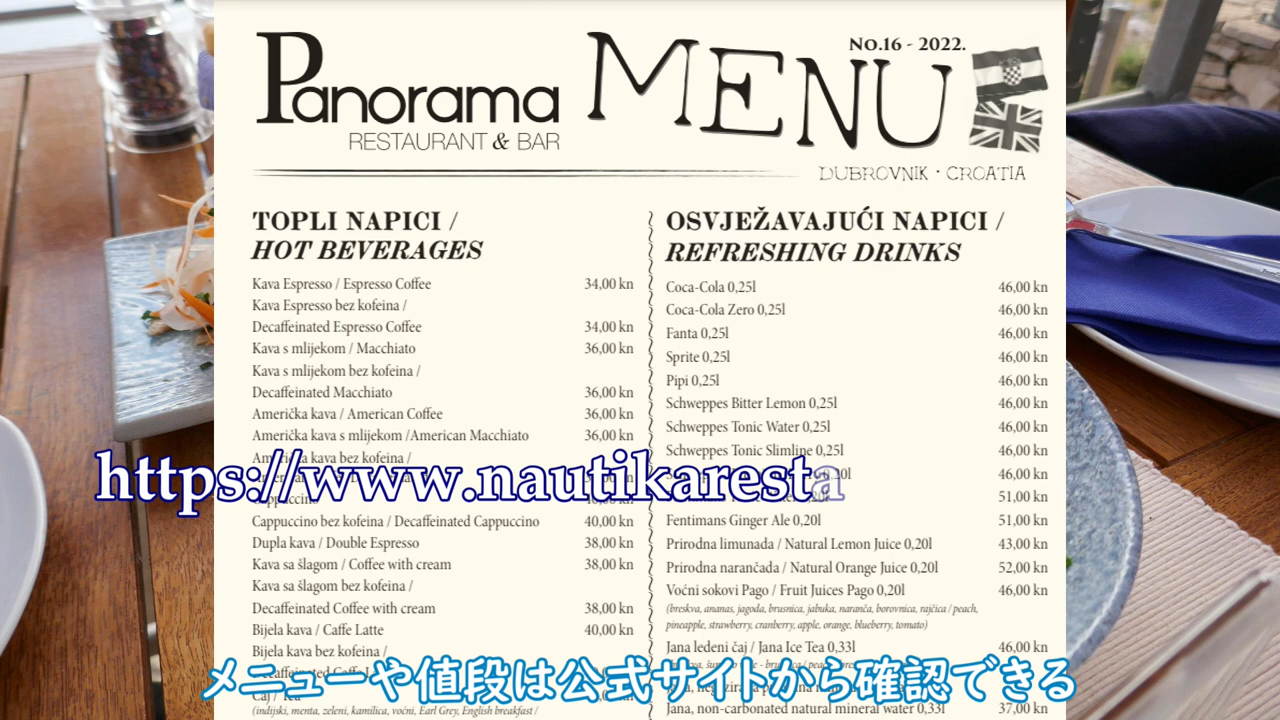 Panorama
RESTAURANT & BAR
MENU
No.16 - 2022.
DUBROVNIK · CROATIA
TOPLI NAPICI /
HOT BEVERAGES
Kava Espresso / Espresso Coffee 34,00 kn
Kava Espresso bez kofeina /
Decaffeinated Espresso Coffee 34,00 kn
Kava s mlijekom / Macchiato 36,00 kn
Kava s mlijekom bez kofeina /
Decaffeinated Macchiato 36,00 kn
Američka kava / American Coffee 36,00 kn
Američka kava s mlijekom /American Macchiato 36,00 kn
kava bez kofeina /
Cappuccino bez kofeina / Decaffeinated Cappuccino 40,00 kn
Dupla kava / Double Espresso 38,00 kn
Kava sa šlagom / Coffee with cream 38,00 kn
Kava sa šlagom bez kofeina /
Decaffeinated Coffee with cream 38,00 kn
Bijela kava / Caffe Latte 40,00 kn
Bijela kava bez kofeina /
(indijski, menta, zeleni, kamilica, voćni, Earl Grey, English breakfast /
OSVJEŽAVAJUĆI NAPICI /
REFRESHING DRINKS
Coca-Cola 0,25l 46,00 kn
Coca-Cola Zero 0,25l 46,00 kn
Fanta 0,25l 46,00 kn
Sprite 0,25l 46,00 kn
Pipi 0,25l 46,00 kn
Schweppes Bitter Lemon 0,25l 46,00 kn
Schweppes Tonic Water 0,25l 46,00 kn
Schweppes Tonic Slimline 0,25l 46,00 kn
46,00 kn
51,00 kn
Fentimans Ginger Ale 0,20l 51,00 kn
Prirodna limunada / Natural Lemon Juice 0,20l 43,00 kn
Prirodna narančada / Natural Orange Juice 0,20l 52,00 kn
Voćni sokovi Pago / Fruit Juices Pago 0,20l 46,00 kn
(breskva, ananas, jagoda, brusnica, jabuka, naranča, borovnica, rajčica / peach,
pineapple, strawberry, cranberry, apple, orange, blueberry, tomato)
Jana ledeni čaj / Jana Ice Tea 0,33l 46,00 kn
Jana, non-carbonated natural mineral water 0,33l 37,00 kn
https://www.nautikaresta
メニューや値段は公式サイトから確認できる